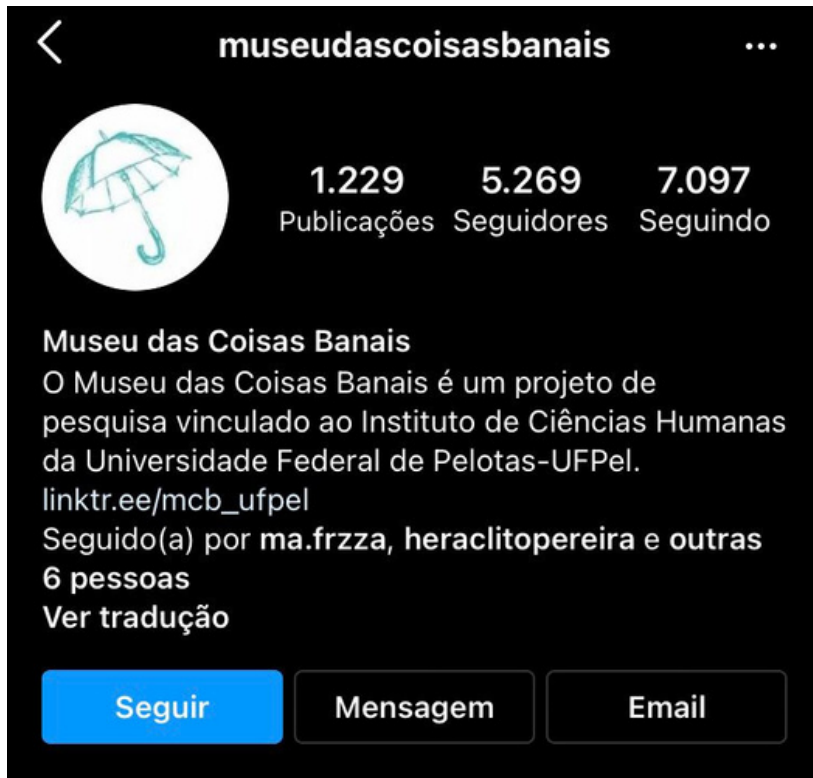 museudascoisasbanais
1.229 5.269 7.097
Publicações Seguidores Seguindo
Museu das Coisas Banais
O Museu das Coisas Banais é um projeto de
pesquisa vinculado ao Instituto de Ciências Humanas
da Universidade Federal de Pelotas-UFPel.
linktr.ee/mcb_ufpel
Seguido(a) por ma.frzza, heraclitopereira e outras
6 pessoas
Ver tradução
Seguir Mensagem Email